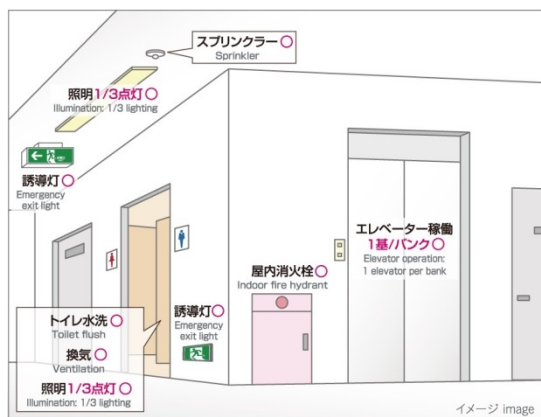 スプリンクラー○
Sprinkler
照明1/3点灯○
Illumination: 1/3 lighting
誘導灯○
Emergency
exit light
エレベーター稼働
1基/バンク○
Elevator operation:
1 elevator per bank
屋内消火栓○
Indoor fire hydrant
誘導灯○
Emergency
exit light
トイレ水洗○
Toilet flush
換気○
Ventilation
照明1/3点灯○
Illumination: 1/3 lighting
イメージ image